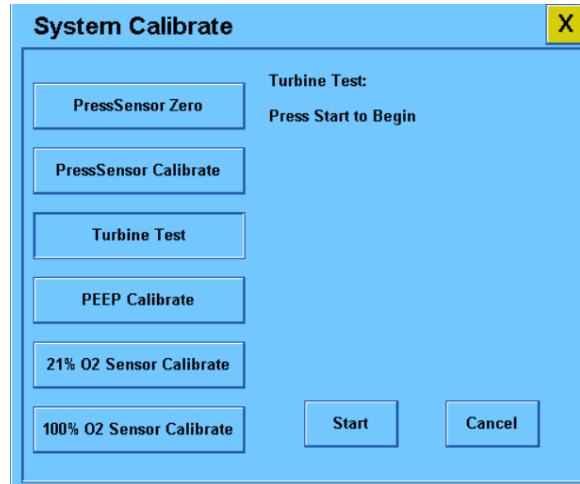 System Calibrate
X
PressSensor Zero
PressSensor Calibrate
Turbine Test
PEEP Calibrate
21% O2 Sensor Calibrate
100% O2 Sensor Calibrate
Turbine Test:
Press Start to Begin
Start
Cancel